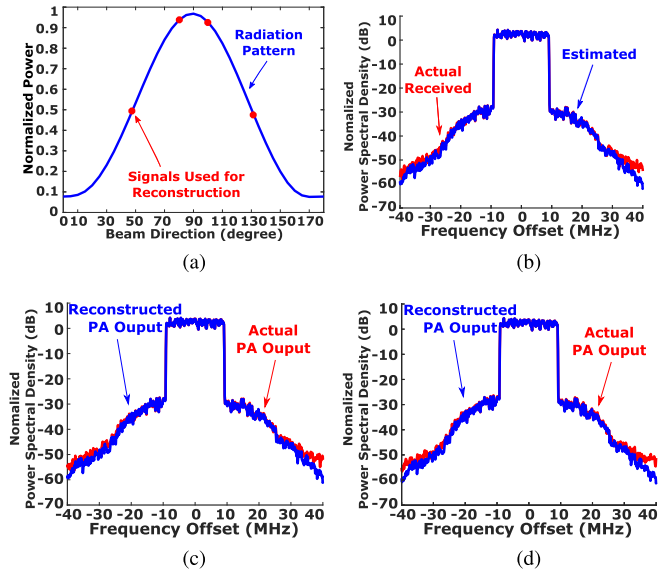 1
0.9
0.8
0.7
0.6
0.5
0.4
0.3
0.2
0.1
0
Normalized Power
Radiation
Pattern
Signals Used for
Reconstruction
0 10 30 50 70 90 110 130 150 170
Beam Direction (degree)
(a)
10
0
-10
-20
-30
-40
-50
-60
-70
Nomalized
Power Spectral Density (dB)
Actual
Received
Estimated
-40 -30 -20 -10 0 10 20 30 40
Frequency Offset (MHz)
(b)
10
0
-10
-20
-30
-40
-50
-60
-70
Nomalized
Power Spectral Density (dB)
Reconstructed
PA Ouput
Actual
PA Ouput
-40 -30 -20 -10 0 10 20 30 40
Frequency Offset (MHz)
(c)
10
0
-10
-20
-30
-40
-50
-60
-70
Nomalized
Power Spectral Density (dB)
Reconstructed
PA Ouput
Actual
PA Ouput
-40 -30 -20 -10 0 10 20 30 40
Frequency Offset (MHz)
(d)